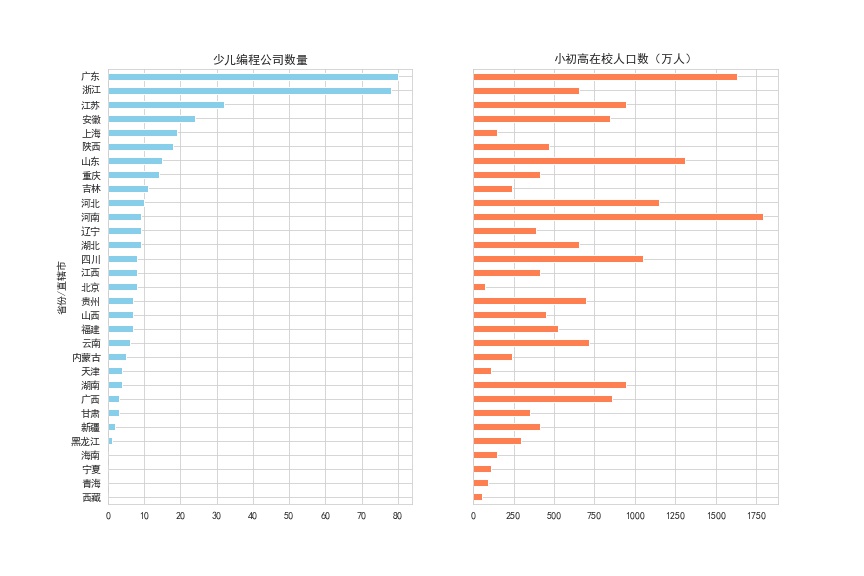 少儿编程公司数量
小初高在校人口数（万人）
省份/直辖市
广东
浙江
江苏
安徽
上海
陕西
山东
重庆
吉林
河北
河南
辽宁
湖北
四川
江西
北京
贵州
山西
福建
云南
内蒙古
天津
湖南
广西
甘肃
新疆
黑龙江
海南
宁夏
青海
西藏
0 10 20 30 40 50 60 70 80
0 250 500 750 1000 1250 1500 1750